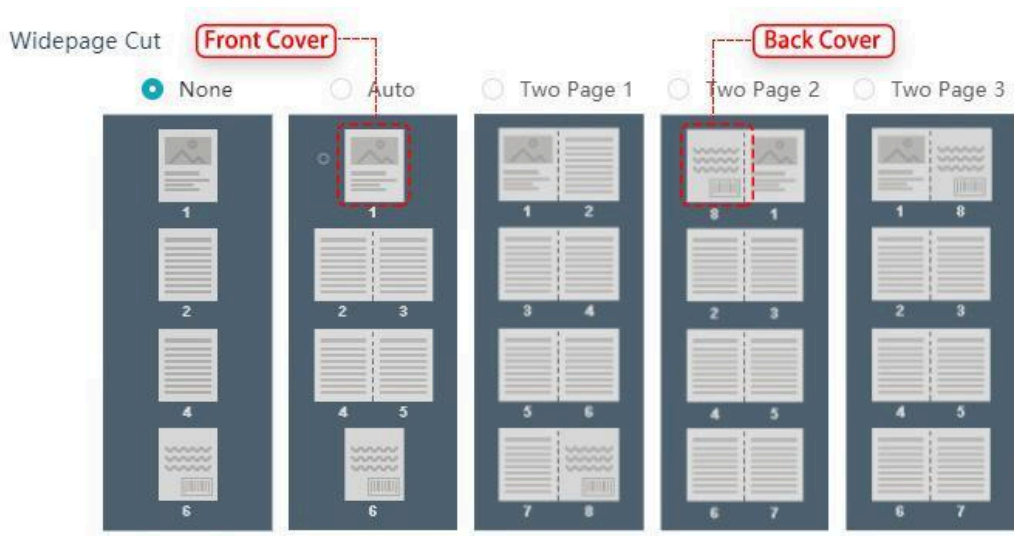 Widepage Cut Front Cover Back Cover
None Auto Two Page 1 Two Page 2 Two Page 3
1 1 1 2 8 1 1 8
2 2 3 3 4 2 3 2 3
4 4 5 5 6 4 5 4 5
6 6 7 8 6 7 6 7